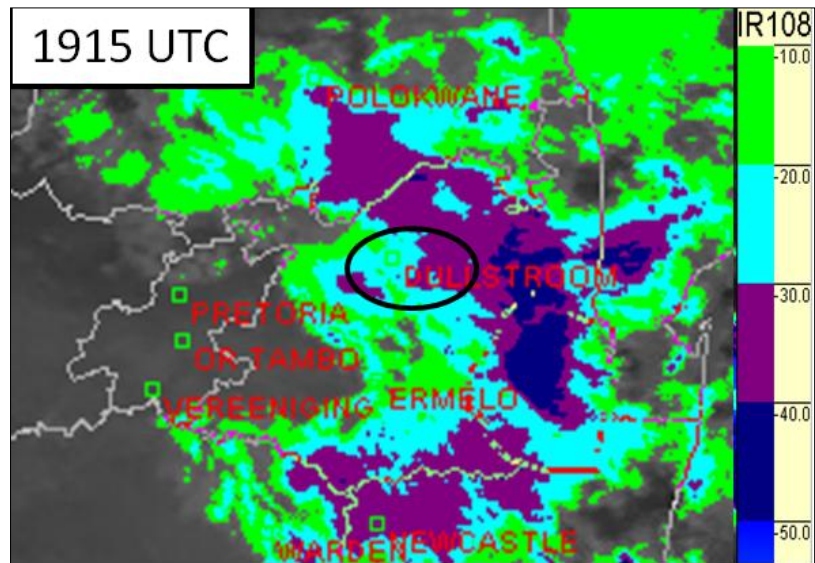 1915 UTC
IR108
-10.0
POLOKWANE
-20.0
DULLSTROOM
-30.0
PRETORIA
OR TAMBO
VEREENIGING
ERMELO
-40.0
-50.0
WARDEN
NEWCASTLE